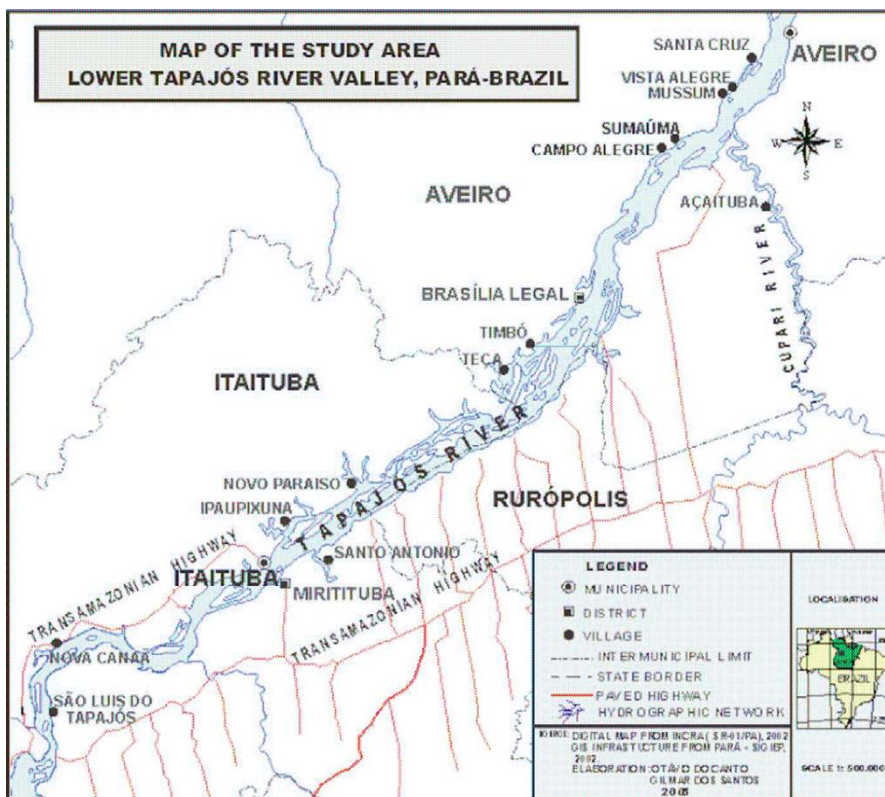 MAP OF THE STUDY AREA
LOWER TAPAJÓS RIVER VALLEY, PARÁ-BRAZIL
SANTA CRUZ
AVEIRO
VISTA ALEGRE
MUSSUM
SUMAÚMA
CAMPO ALEGRE
N
W
E
S
AVEIRO
AÇAITUBA
CUPARI RIVER
BRASÍLIA LEGAL
TIMBÓ
TECA
ITAITUBA
TAPAJOS RIVER
NOVO PARAISO
RURÓPOLIS
IPAUPIXUNA
SANTO ANTONIO
TRANSAMAZONIAN HIGHWAY
ITAITUBA
MIRITITUBA
TRANSAMAZONIAN HIGHWAY
NOVA CANAÃ
SÃO LUIS DO
TAPAJÓS
LEGEND
MUNICIPALITY
DISTRICT
VILLAGE
INTERMUNICIPAL LIMIT
STATE BORDER
PAVED HIGHWAY
HYDROGRAPHIC NETWORK
DIGITAL MAP FROM INCRA (SR-01/PA), 2002
GIS INFRASTUCTURE FROM PARÁ - SIGIEP,
2002
ELABORATION: OTÁVIO DO CANTO
GILMAR DOS SANTOS
2005
LOCALISATION
BRAZIL
SCALE 1: 500.000